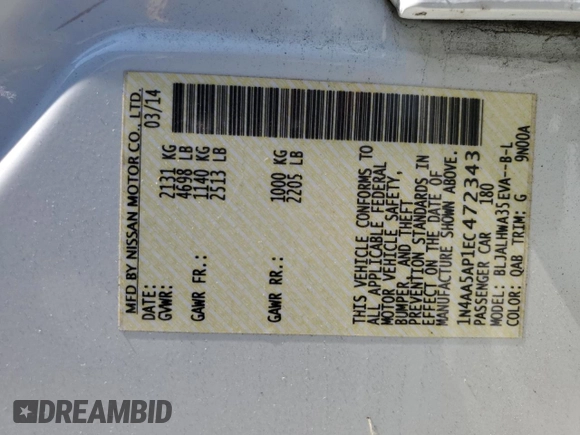 MFD BY NISSAN MOTOR CO., LTD.
DATE: 03/14
GVWR: 2131 KG
4698 LB
GAWR FR.: 1140 KG
2513 LB
GAWR RR.: 1000 KG
2205 LB
THIS VEHICLE CONFORMS TO
ALL APPLICABLE FEDERAL
MOTOR VEHICLE SAFETY,
BUMPER, AND THEFT
PREVENTION STANDARDS IN
EFFECT ON THE DATE OF
MANUFACTURE SHOWN ABOVE.
1N4AA5AP1EC472343
PASSENGER CAR 180
MODEL: BLJALHWA35EVA--B-L
COLOR: QAB TRIM: G 9N00A
DREAMBID